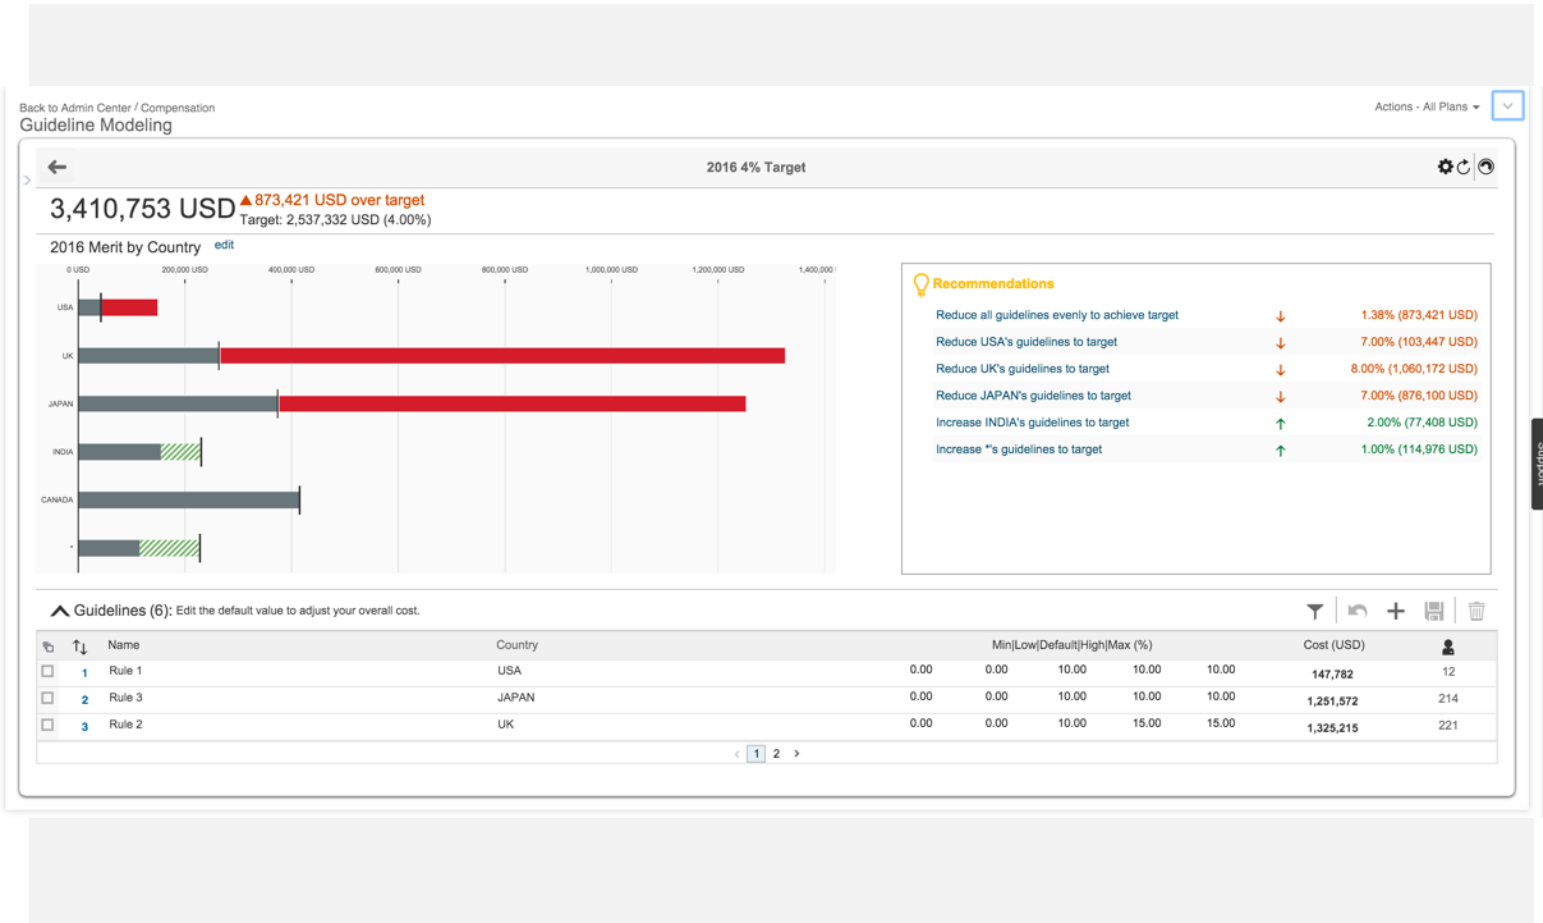 Back to Admin Center / Compensation
Actions - All Plans
Guideline Modeling
2016 4% Target
3,410,753 USD
873,421 USD over target
Target: 2,537,332 USD (4.00%)
2016 Merit by Country edit
0 USD 200,000 USD 400,000 USD 600,000 USD 800,000 USD 1,000,000 USD 1,200,000 USD 1,400,000
USA
UK
JAPAN
INDIA
CANADA
*
Recommendations
Reduce all guidelines evenly to achieve target 1.38% (873,421 USD)
Reduce USA's guidelines to target 7.00% (103,447 USD)
Reduce UK's guidelines to target 8.00% (1,060,172 USD)
Reduce JAPAN's guidelines to target 7.00% (876,100 USD)
Increase INDIA's guidelines to target 2.00% (77,408 USD)
Increase *'s guidelines to target 1.00% (114,976 USD)
Support
Guidelines (6): Edit the default value to adjust your overall cost.
Name Country Min|Low|Default|High|Max (%) Cost (USD)
1 Rule 1 USA 0.00 0.00 10.00 10.00 10.00 147,782 12
2 Rule 3 JAPAN 0.00 0.00 10.00 10.00 10.00 1,251,572 214
3 Rule 2 UK 0.00 0.00 10.00 15.00 15.00 1,325,215 221
< 1 2 >